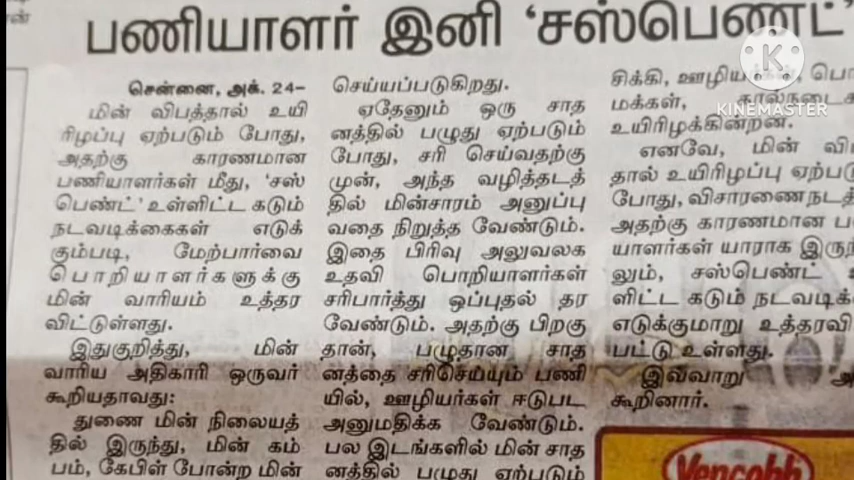 பணியாளர் இனி 'சஸ்பெண்ட்'
சென்னை, அக். 24–
மின் விபத்தால் உயி
ரிழப்பு ஏற்படும் போது,
அதற்கு காரணமான
பணியாளர்கள் மீது, 'சஸ்
பெண்ட்' உள்ளிட்ட கடும்
நடவடிக்கைகள் எடுக்
கும்படி, மேற்பார்வை
பொறியாளர்களுக்கு
மின் வாரியம் உத்தர
விட்டுள்ளது.
இதுகுறித்து, மின்
வாரிய அதிகாரி ஒருவர்
கூறியதாவது:
துணை மின் நிலையத்
தில் இருந்து, மின் கம்
பம், கேபிள் போன்ற மின்
செய்யப்படுகிறது.
ஏதேனும் ஒரு சாத
னத்தில் பழுது ஏற்படும்
போது, சரி செய்வதற்கு
முன், அந்த வழித்தடத்
தில் மின்சாரம் அனுப்பு
வதை நிறுத்த வேண்டும்.
இதை பிரிவு அலுவலக
உதவி பொறியாளர்கள்
சரிபார்த்து ஒப்புதல் தர
வேண்டும். அதற்கு பிறகு
தான், பழுதான சாத
னத்தை சரிசெய்யும் பணி
யில், ஊழியர்கள் ஈடுபட
அனுமதிக்க வேண்டும்.
பல இடங்களில் மின் சாத
னத்தில் பழுது ஏற்படும்
சிக்கி, ஊழியர்கள், பொ
மக்கள், கால்நடைக
உயிரிழக்கின்றன.
எனவே, மின் வி
தால் உயிரிழப்பு ஏற்படு
போது, விசாரணை நடத்
அதற்கு காரணமான ப
யாளர்கள் யாராக இருந்
லும், சஸ்பெண்ட்
ளிட்ட கடும் நடவடிக்
எடுக்குமாறு உத்தரவி
பட்டு உள்ளது.
இவ்வாறு அ
கூறினார்.
KINEMASTER
Vencobb